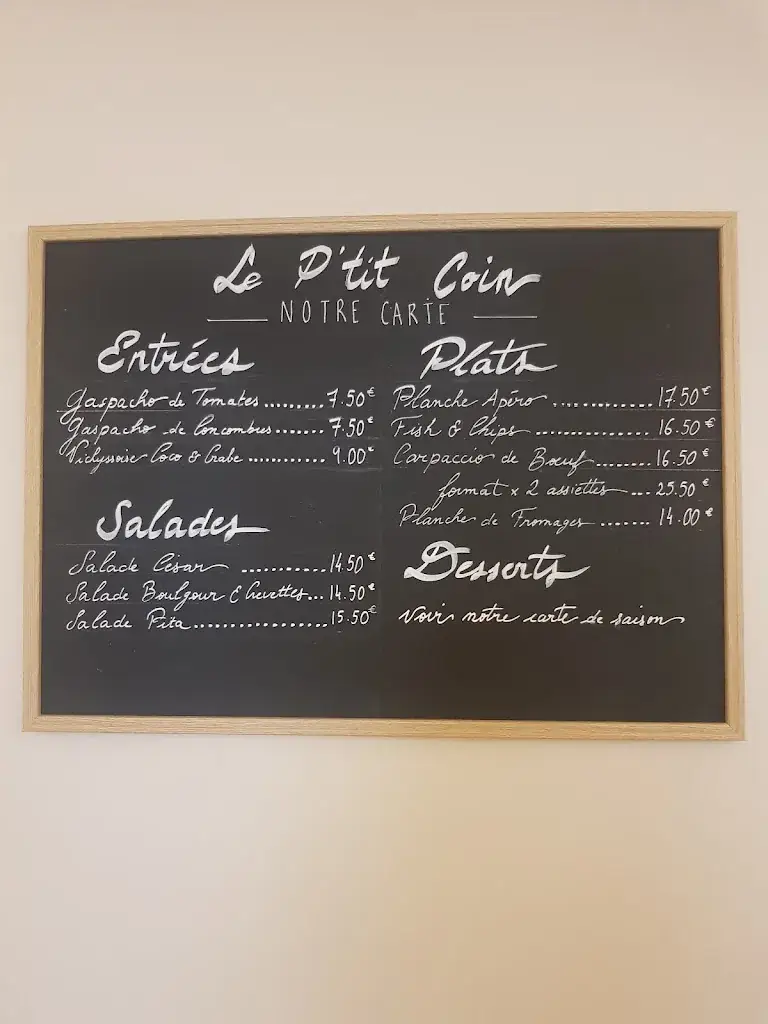 Le P'tit Coin
NOTRE CARTE
Entrées
Gaspacho de Tomates.........7.50€
Gaspacho de Concombres.......7.50€
Vichyssoise Coco & Crabe ............ 9.00€
Salades
Salade César ...........14.50€
Salade Boulgour & Crevettes...14.50€
Salade Pita..................15.50€
Plats
Planche Apéro ..............17.50€
Fish & Chips ................. 16.50€
Carpaccio de Bœuf........16.50€
format x 2 assiettes ...25.50€
Planche de Fromages ....... 14.00€
Desserts
Voir notre carte de saison